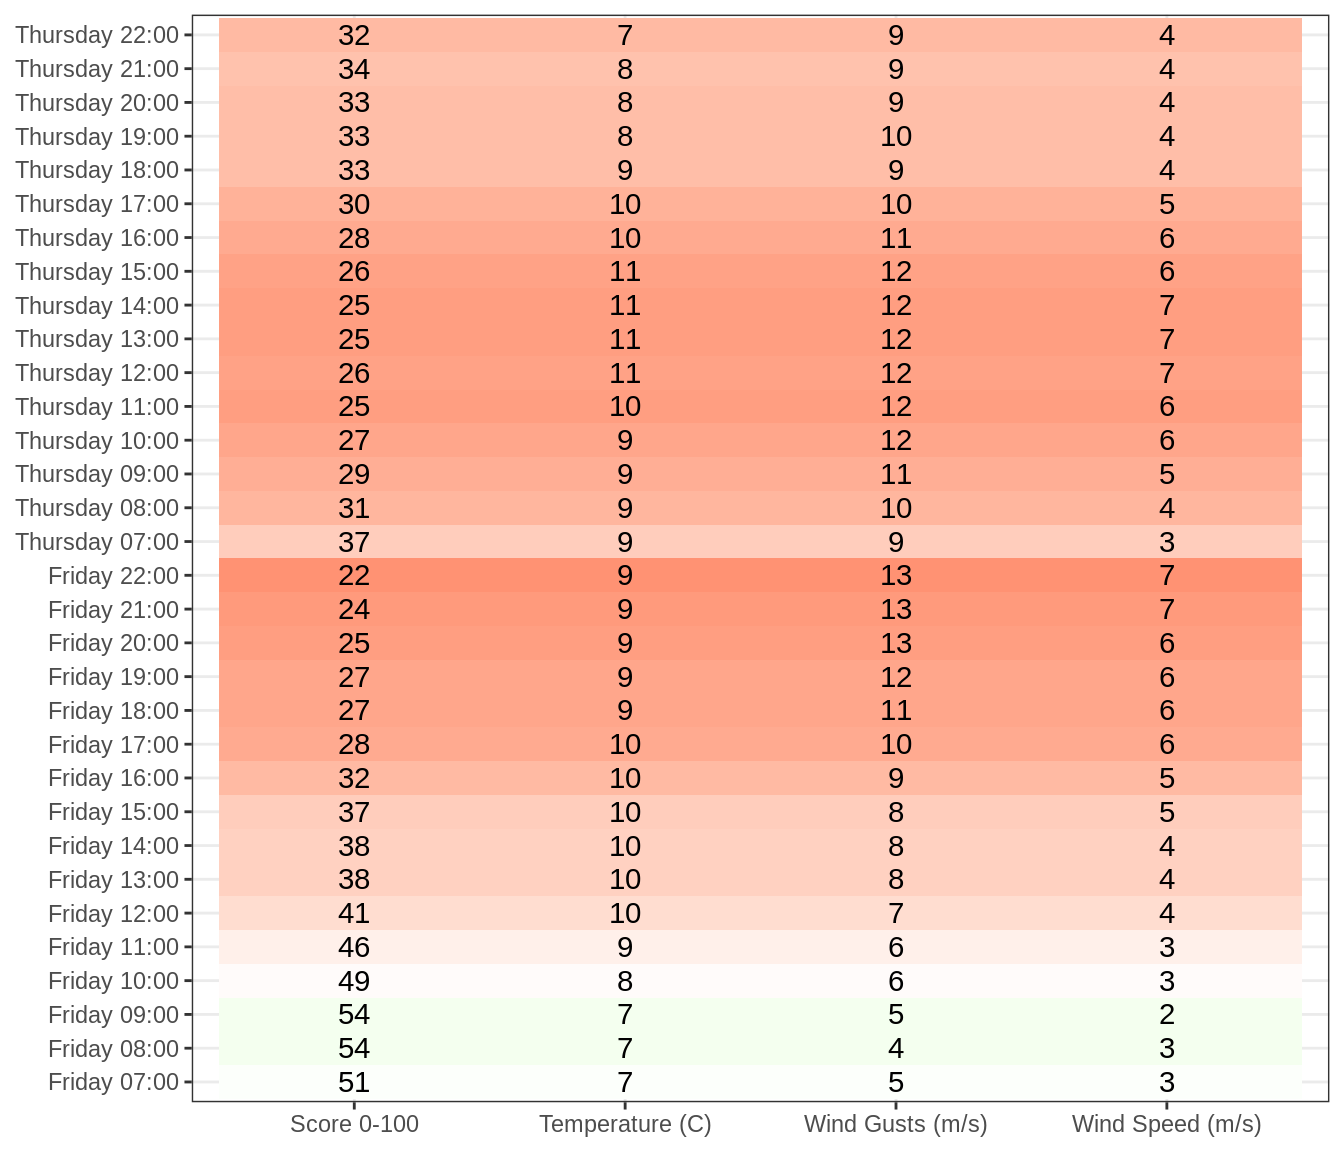 Thursday 22:00 32 7 9 4
Thursday 21:00 34 8 9 4
Thursday 20:00 33 8 9 4
Thursday 19:00 33 8 10 4
Thursday 18:00 33 9 9 4
Thursday 17:00 30 10 10 5
Thursday 16:00 28 10 11 6
Thursday 15:00 26 11 12 6
Thursday 14:00 25 11 12 7
Thursday 13:00 25 11 12 7
Thursday 12:00 26 11 12 7
Thursday 11:00 25 10 12 6
Thursday 10:00 27 9 12 6
Thursday 09:00 29 9 11 5
Thursday 08:00 31 9 10 4
Thursday 07:00 37 9 9 3
Friday 22:00 22 9 13 7
Friday 21:00 24 9 13 7
Friday 20:00 25 9 13 6
Friday 19:00 27 9 12 6
Friday 18:00 27 9 11 6
Friday 17:00 28 10 10 6
Friday 16:00 32 10 9 5
Friday 15:00 37 10 8 5
Friday 14:00 38 10 8 4
Friday 13:00 38 10 8 4
Friday 12:00 41 10 7 4
Friday 11:00 46 9 6 3
Friday 10:00 49 8 6 3
Friday 09:00 54 7 5 2
Friday 08:00 54 7 4 3
Friday 07:00 51 7 5 3
Score 0-100 Temperature (C) Wind Gusts (m/s) Wind Speed (m/s)